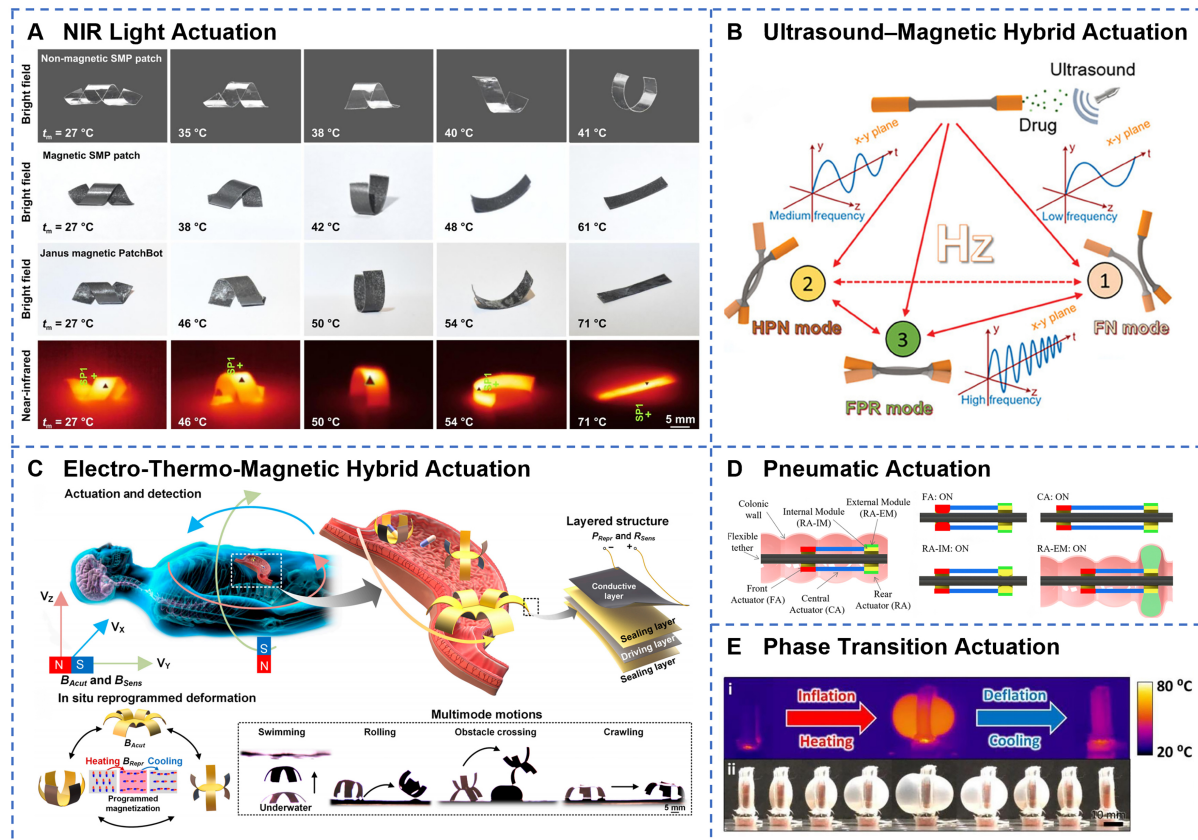 A NIR Light Actuation
Bright field
Non-magnetic SMP patch
tm = 27 °C
35 °C
38 °C
40 °C
41 °C
Bright field
Magnetic SMP patch
tm = 27 °C
38 °C
42 °C
48 °C
61 °C
Bright field
Janus magnetic PatchBot
tm = 27 °C
46 °C
50 °C
54 °C
71 °C
Near-infrared
SP1
SP1
SP1
SP1
tm = 27 °C
46 °C
50 °C
54 °C
71 °C
5 mm
B Ultrasound–Magnetic Hybrid Actuation
Ultrasound
Drug
x-y plane
t
z
Medium frequency
x-y plane
t
z
Low frequency
Hz
2
1
3
HPN mode
FN mode
FPR mode
x-y plane
t
z
High frequency
C Electro-Thermo-Magnetic Hybrid Actuation
Actuation and detection
VZ
VX
VY
N S
S
N
BAcut and BSens
Layered structure
PRepr and RSens
− +
Conductive layer
Sealing layer
Driving layer
Sealing layer
In situ reprogrammed deformation
BAcut
Heating BRepr Cooling
Programmed
magnetization
Multimode motions
Swimming
Rolling
Obstacle crossing
Crawling
Underwater
5 mm
D Pneumatic Actuation
Colonic
wall
Internal Module
(RA-IM)
External Module
(RA-EM)
Flexible
tether
Front
Actuator (FA)
Central
Actuator (CA)
Rear
Actuator (RA)
FA: ON
CA: ON
RA-IM: ON
RA-EM: ON
E Phase Transition Actuation
i
Inflation
Heating
Deflation
Cooling
80 °C
20 °C
ii
10 mm